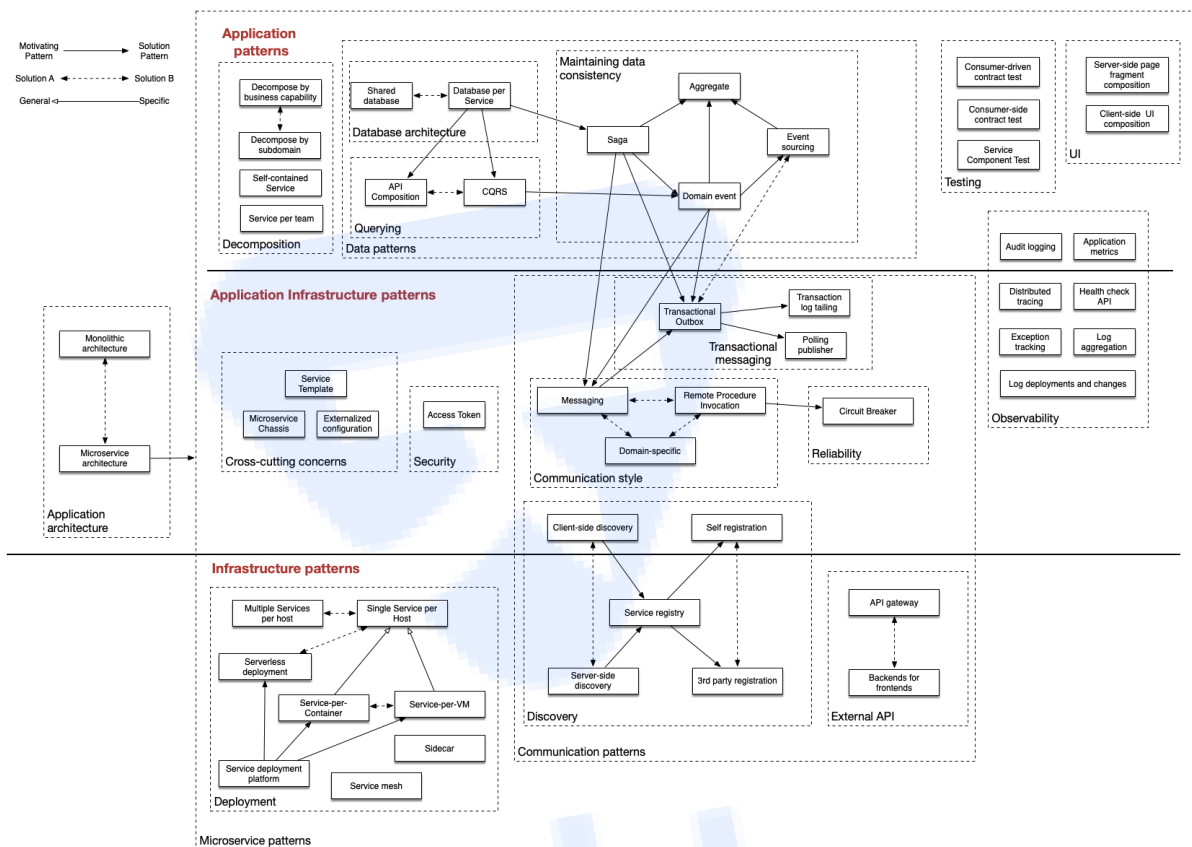 Motivating
Pattern
Solution
Pattern
Solution A
Solution B
General
Specific
Application
patterns
Decompose by
business capability
Decompose by
subdomain
Self-contained
Service
Service per team
Decomposition
Shared
database
Database per
Service
Database architecture
API
Composition
CQRS
Querying
Data patterns
Maintaining data
consistency
Aggregate
Saga
Event
sourcing
Domain event
Consumer-driven
contract test
Consumer-side
contract test
Service
Component Test
Testing
Server-side page
fragment
composition
Client-side UI
composition
UI
Audit logging
Application
metrics
Distributed
tracing
Health check
API
Exception
tracking
Log
aggregation
Log deployments and changes
Observability
Application Infrastructure patterns
Monolithic
architecture
Microservice
architecture
Application
architecture
Service
Template
Microservice
Chassis
Externalized
configuration
Cross-cutting concerns
Access Token
Security
Transactional
Outbox
Transaction
log tailing
Polling
publisher
Transactional
messaging
Messaging
Remote Procedure
Invocation
Domain-specific
Communication style
Circuit Breaker
Reliability
Client-side discovery
Self registration
Service registry
Server-side
discovery
3rd party registration
Discovery
API gateway
Backends for
frontends
External API
Communication patterns
Infrastructure patterns
Multiple Services
per host
Single Service per
Host
Serverless
deployment
Service-per-
Container
Service-per-VM
Sidecar
Service deployment
platform
Service mesh
Deployment
Microservice patterns